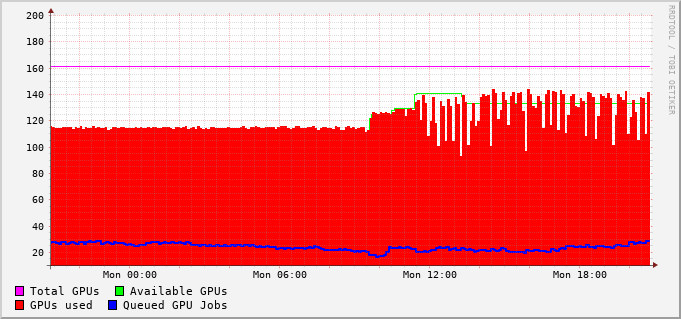 200
180
160
140
120
100
80
60
40
20
Mon 00:00 Mon 06:00 Mon 12:00 Mon 18:00
Total GPUs Available GPUs
GPUs used Queued GPU Jobs
RRDTOOL / TOBI OETIKER